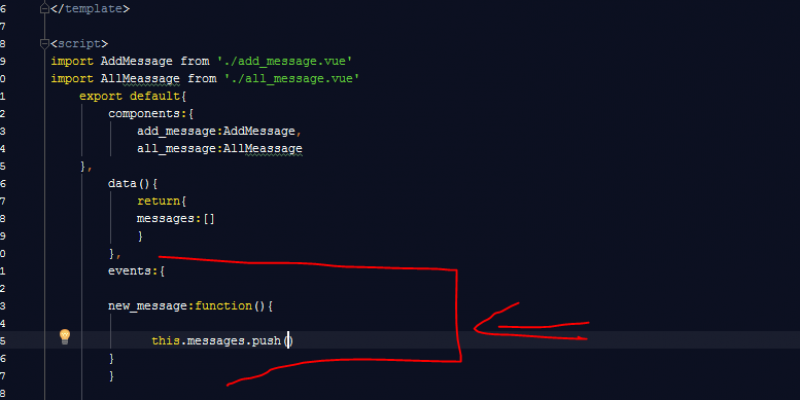 6 </template>
7
8 <script>
9 import AddMessage from './add_message.vue'
0 import AllMeassage from './all_message.vue'
1 export default{
2 components:{
3 add_message:AddMessage,
4 all_message:AllMeassage
5 },
6 data(){
7 return{
8 messages:[]
9 }
0 },
1 events:{
2
3 new_message:function(){
4
5 this.messages.push()
6 }
7 }
8